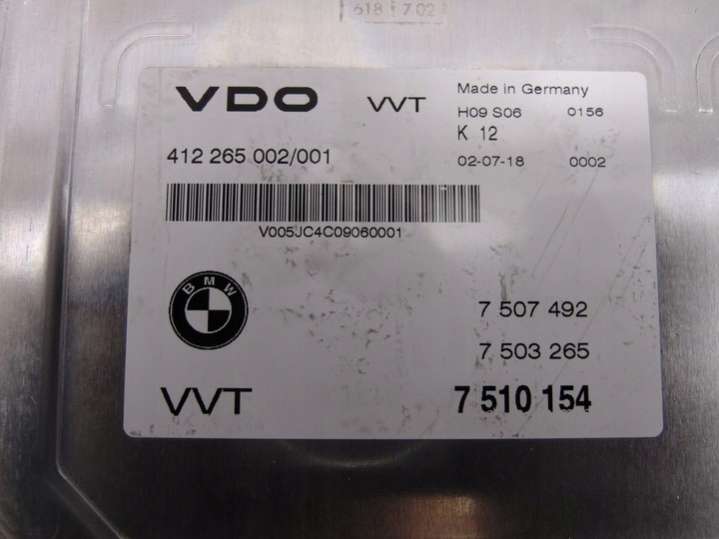 618 702
VDO VVT Made in Germany
H09 S06 0156
K 12
412 265 002/001 02-07-18 0002
V005JC4C09060001
BMW
7 507 492
7 503 265
VVT 7 510 154